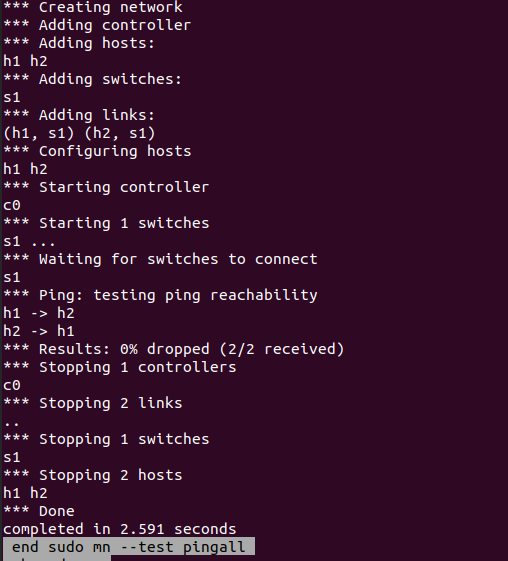 *** Creating network
*** Adding controller
*** Adding hosts:
h1 h2
*** Adding switches:
s1
*** Adding links:
(h1, s1) (h2, s1)
*** Configuring hosts
h1 h2
*** Starting controller
c0
*** Starting 1 switches
s1 ...
*** Waiting for switches to connect
s1
*** Ping: testing ping reachability
h1 -> h2
h2 -> h1
*** Results: 0% dropped (2/2 received)
*** Stopping 1 controllers
c0
*** Stopping 2 links
..
*** Stopping 1 switches
s1
*** Stopping 2 hosts
h1 h2
*** Done
completed in 2.591 seconds
end sudo mn --test pingall